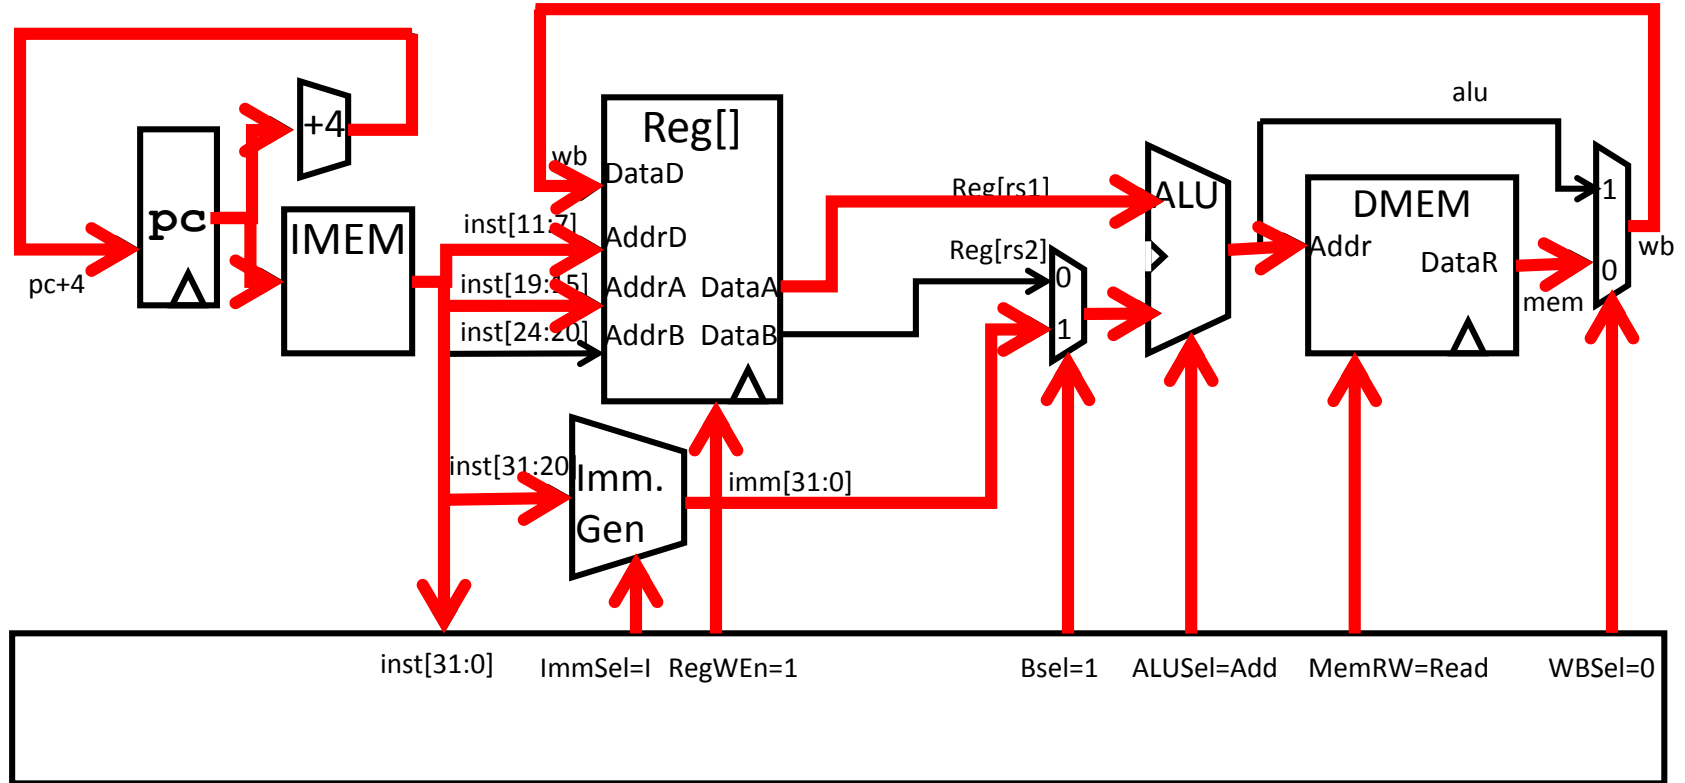 alu
+4
Reg[]
wb
DataD
pc
IMEM
inst[11:7]
AddrD
inst[19:15]
AddrA
DataA
inst[24:20]
AddrB
DataB
Reg[rs1]
Reg[rs2]
0
1
ALU
DMEM
Addr
DataR
mem
1
0
wb
pc+4
inst[31:20]
Imm.
Gen
imm[31:0]
inst[31:0]
ImmSel=I
RegWEn=1
Bsel=1
ALUSel=Add
MemRW=Read
WBSel=0